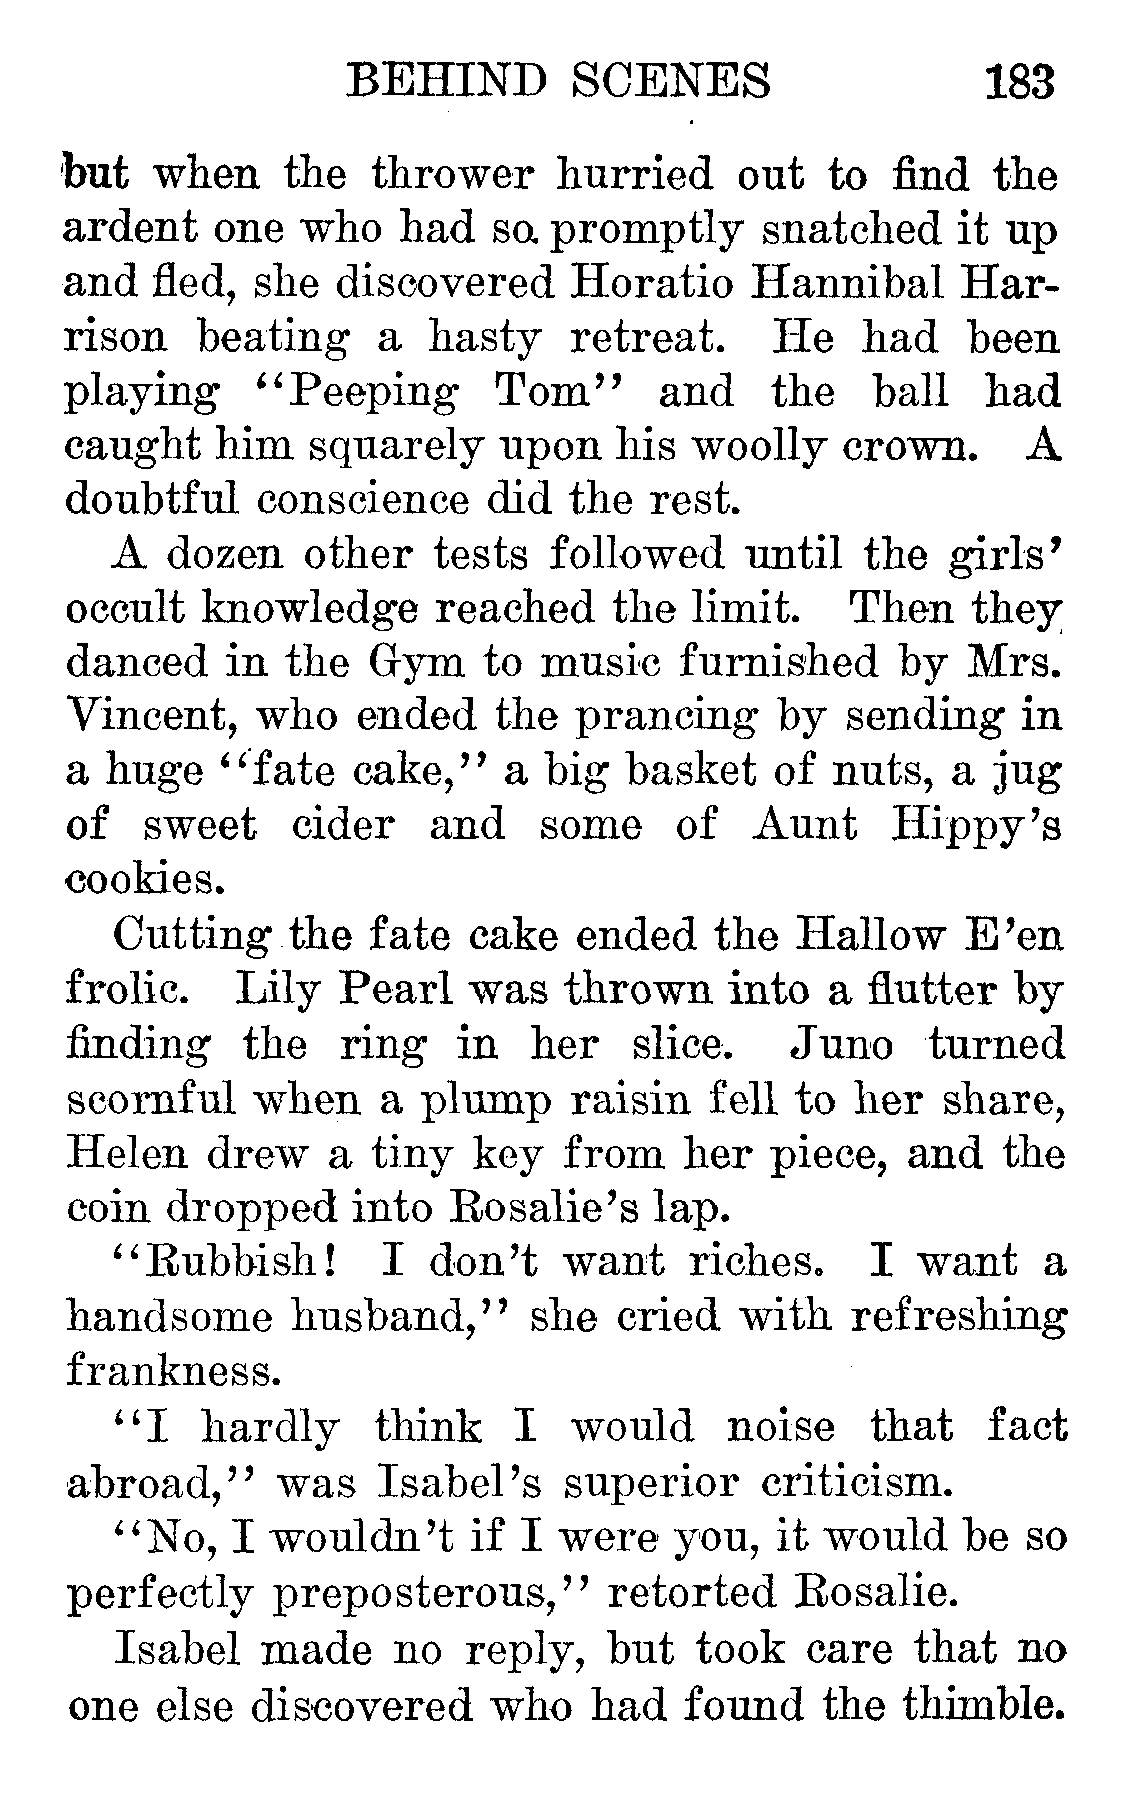 BEHIND SCENES 183
but when the thrower hurried out to find the
ardent one who had so promptly snatched it up
and fled, she discovered Horatio Hannibal Har-
rison beating a hasty retreat. He had been
playing "Peeping Tom" and the ball had
caught him squarely upon his woolly crown. A
doubtful conscience did the rest.
A dozen other tests followed until the girls'
occult knowledge reached the limit. Then they
danced in the Gym to music furnished by Mrs.
Vincent, who ended the prancing by sending in
a huge "fate cake," a big basket of nuts, a jug
of sweet cider and some of Aunt Hippy's
cookies.
Cutting the fate cake ended the Hallow E'en
frolic. Lily Pearl was thrown into a flutter by
finding the ring in her slice. Juno turned
scornful when a plump raisin fell to her share,
Helen drew a tiny key from her piece, and the
coin dropped into Rosalie's lap.
"Rubbish! I don't want riches. I want a
handsome husband," she cried with refreshing
frankness.
"I hardly think I would noise that fact
abroad," was Isabel's superior criticism.
"No, I wouldn't if I were you, it would be so
perfectly preposterous," retorted Rosalie.
Isabel made no reply, but took care that no
one else discovered who had found the thimble.